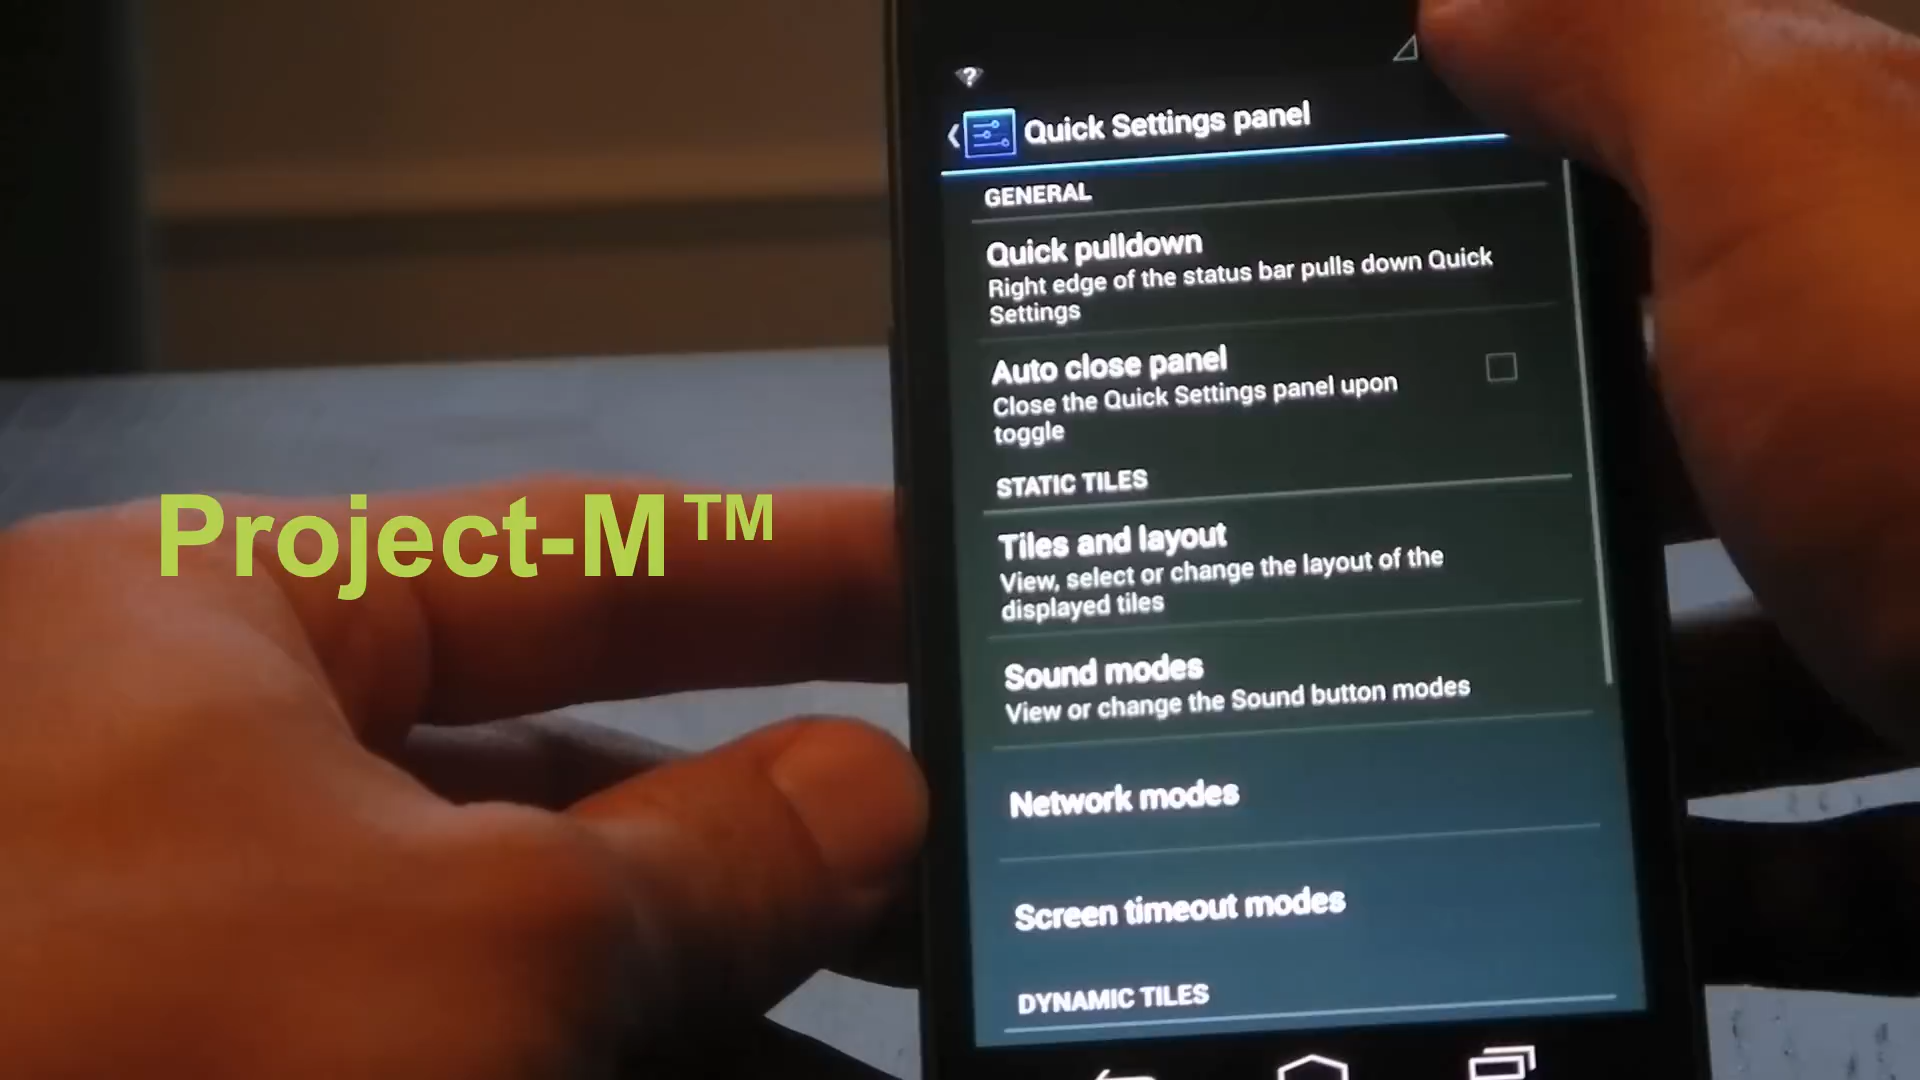 Quick Settings panel
GENERAL
Quick pulldown
Right edge of the status bar pulls down Quick
Settings
Auto close panel
Close the Quick Settings panel upon
toggle
STATIC TILES
Project-M™
Tiles and layout
View, select or change the layout of the
displayed tiles
Sound modes
View or change the Sound button modes
Network modes
Screen timeout modes
DYNAMIC TILES